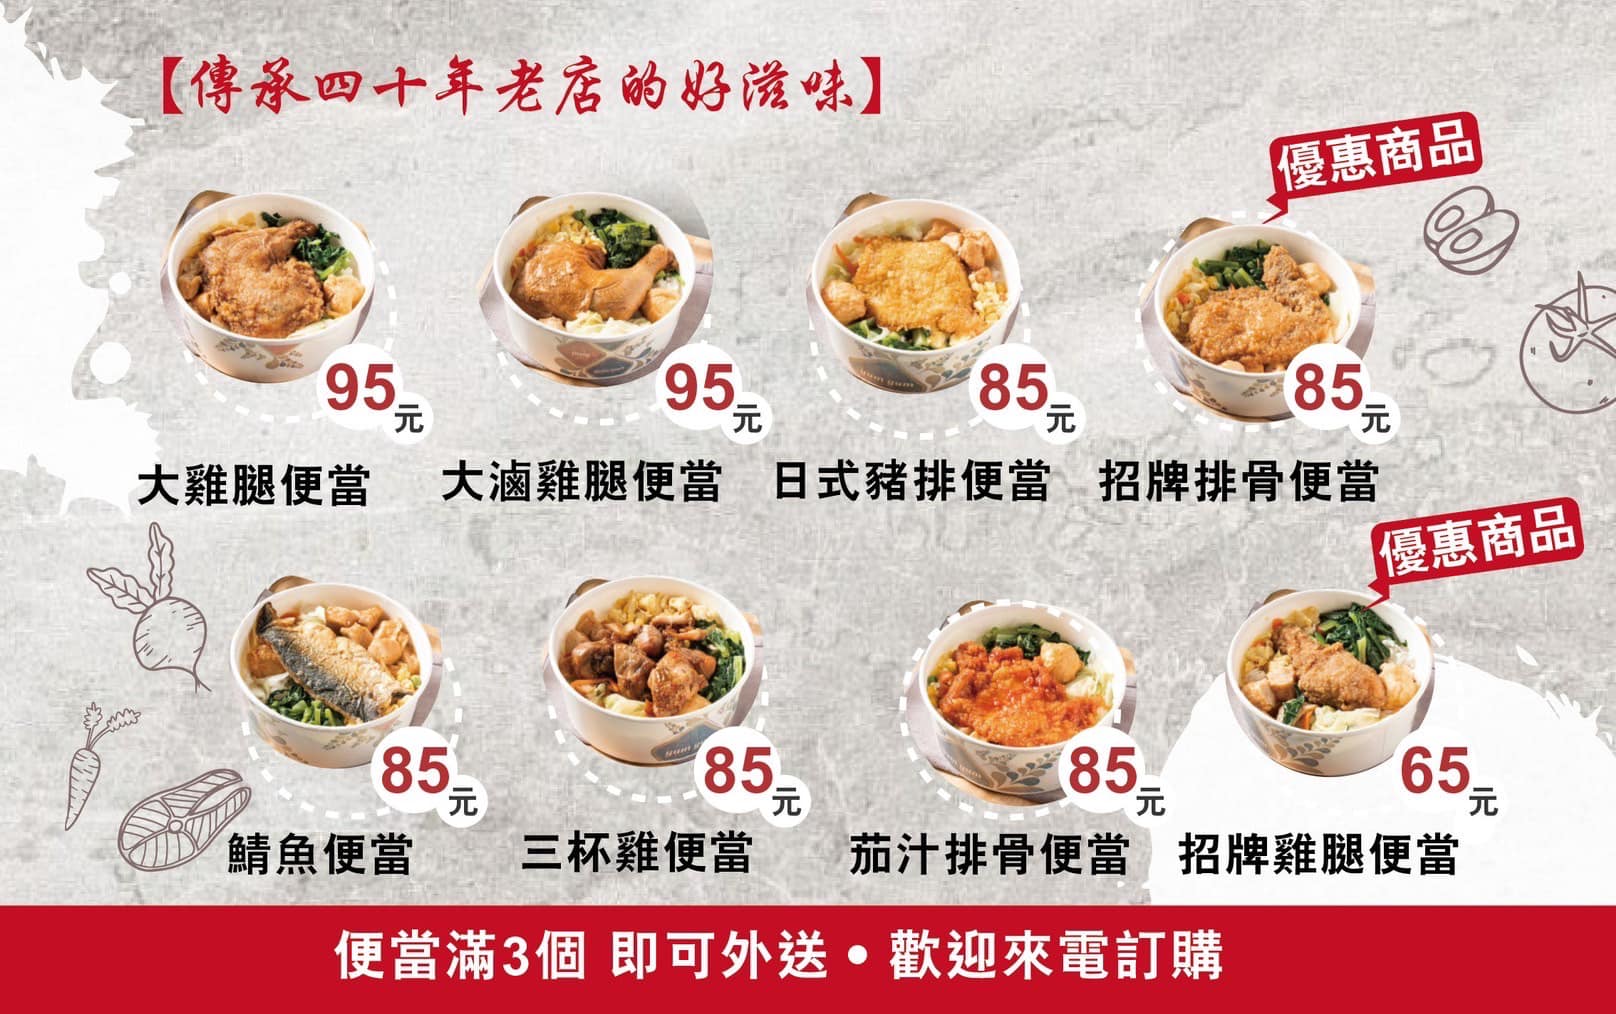 【傳承四十年老店的好滋味】
優惠商品
95元
95元
85元
85元
大雞腿便當
大滷雞腿便當
日式豬排便當
招牌排骨便當
優惠商品
85元
85元
85元
65元
鯖魚便當
三杯雞便當
茄汁排骨便當
招牌雞腿便當
便當滿3個 即可外送•歡迎來電訂購